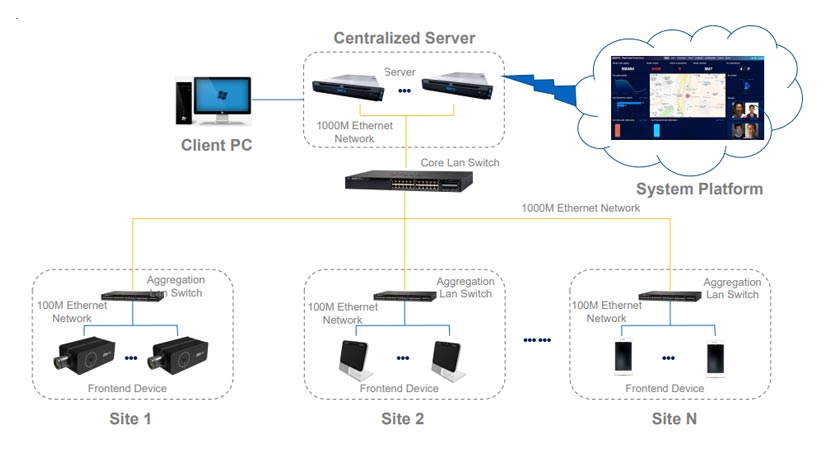 Centralized Server
Server
1000M Ethernet
Network
Client PC
Core Lan Switch
System Platform
1000M Ethernet Network
Aggregation
Lan Switch
100M Ethernet
Network
Frontend Device
Site 1
Aggregation
Lan Switch
100M Ethernet
Network
Frontend Device
Site 2
Aggregation
Lan Switch
100M Ethernet
Network
Frontend Device
Site N